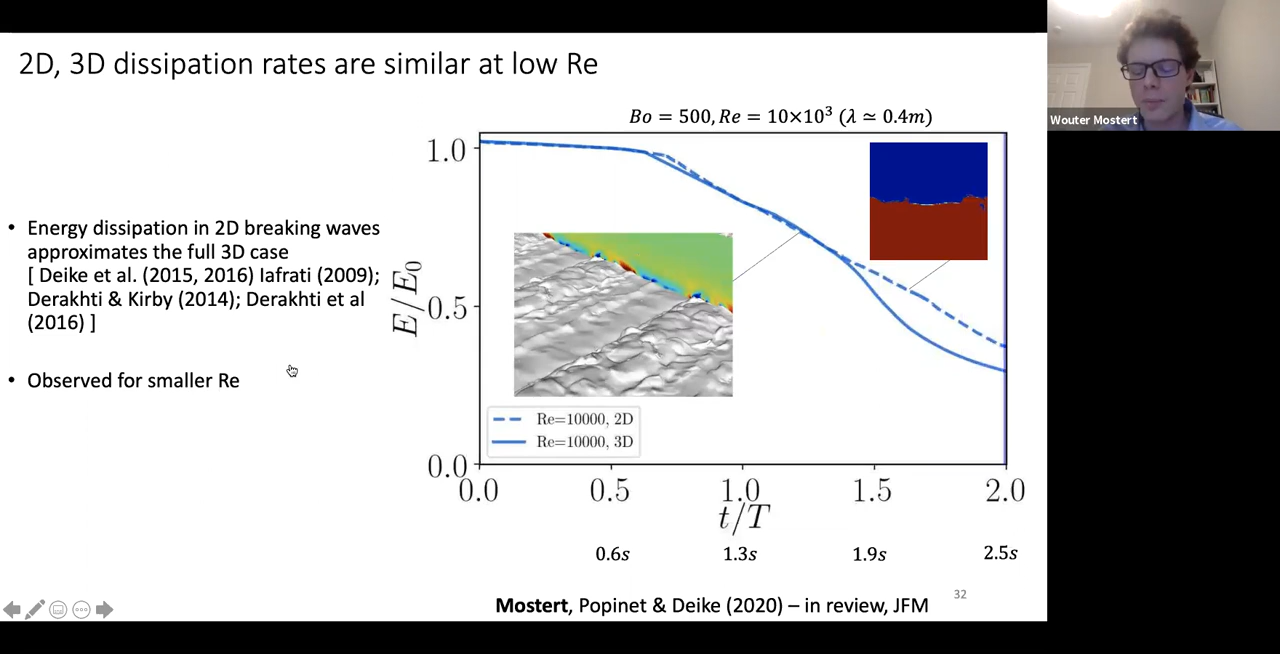 2D, 3D dissipation rates are similar at low Re
Wouter Mostert
Bo = 500, Re = 10×10³ (λ ≃ 0.4m)
• Energy dissipation in 2D breaking waves
approximates the full 3D case
[ Deike et al. (2015, 2016) Iafrati (2009);
Derakhti & Kirby (2014); Derakhti et al
(2016) ]
• Observed for smaller Re
E/E₀
1.0
0.5
0.0
Re=10000, 2D
Re=10000, 3D
0.0 0.5 1.0 1.5 2.0
t/T
0.6s 1.3s 1.9s 2.5s
Mostert, Popinet & Deike (2020) – in review, JFM
32